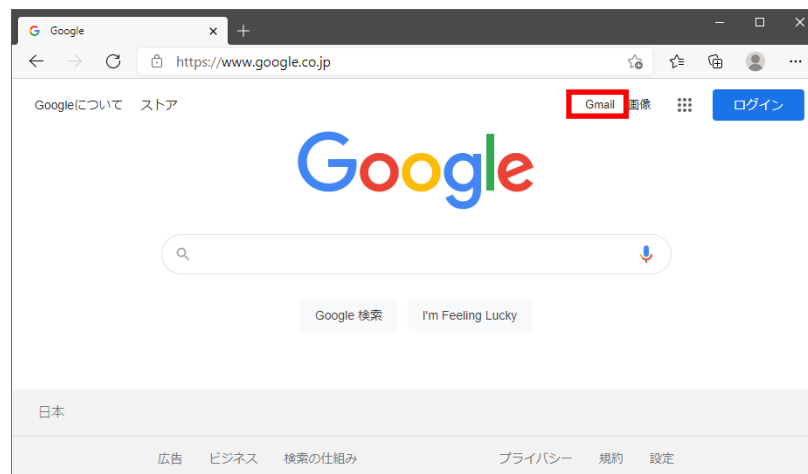 Google
https://www.google.co.jp
Googleについて ストア Gmail 画像 ログイン
Google
Google 検索 I'm Feeling Lucky
日本
広告 ビジネス 検索の仕組み プライバシー 規約 設定